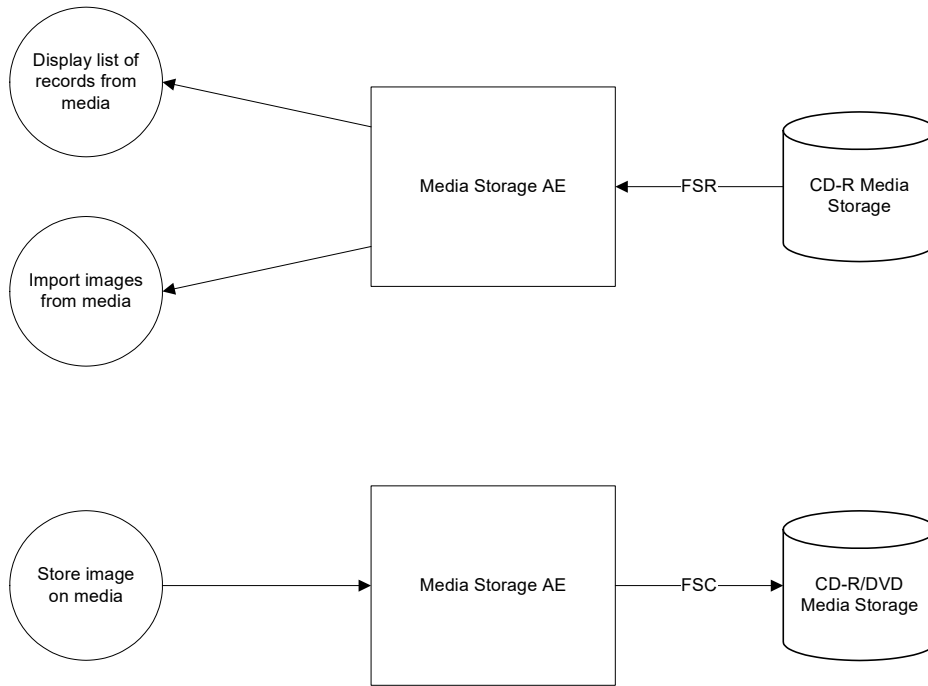 Display list of
records from
media
Media Storage AE
FSR
CD-R Media
Storage
Import images
from media
Store image
on media
Media Storage AE
FSC
CD-R/DVD
Media Storage